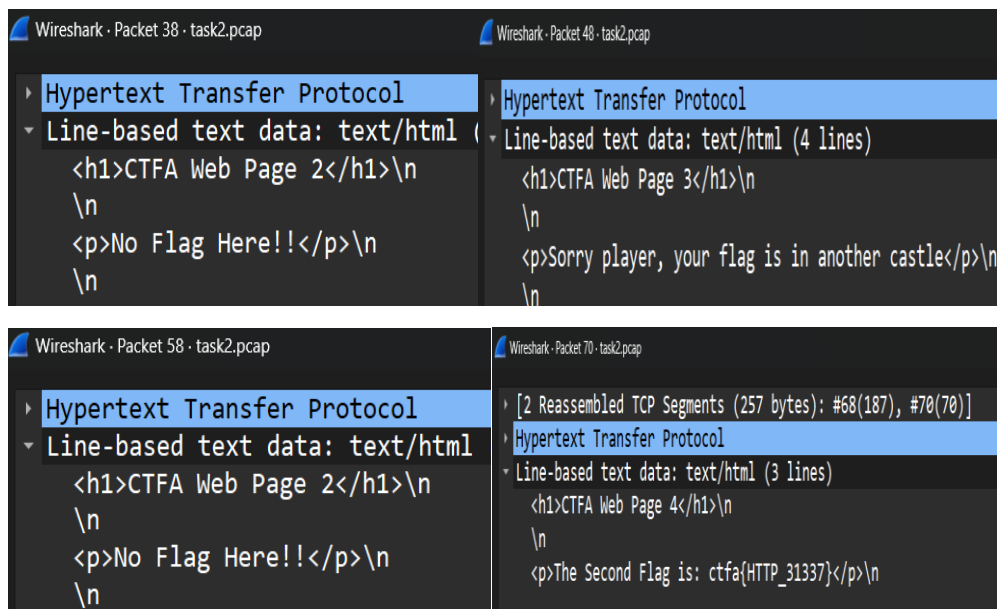 Wireshark · Packet 38 · task2.pcap
Hypertext Transfer Protocol
Line-based text data: text/html (
<h1>CTFA Web Page 2</h1>\n
\n
<p>No Flag Here!!</p>\n
\n
Wireshark · Packet 48 · task2.pcap
Hypertext Transfer Protocol
Line-based text data: text/html (4 lines)
<h1>CTFA Web Page 3</h1>\n
\n
<p>Sorry player, your flag is in another castle</p>\n
\n
Wireshark · Packet 58 · task2.pcap
Hypertext Transfer Protocol
Line-based text data: text/html
<h1>CTFA Web Page 2</h1>\n
\n
<p>No Flag Here!!</p>\n
\n
Wireshark · Packet 70 · task2.pcap
[2 Reassembled TCP Segments (257 bytes): #68(187), #70(70)]
Hypertext Transfer Protocol
Line-based text data: text/html (3 lines)
<h1>CTFA Web Page 4</h1>\n
\n
<p>The Second Flag is: ctfa{HTTP_31337}</p>\n